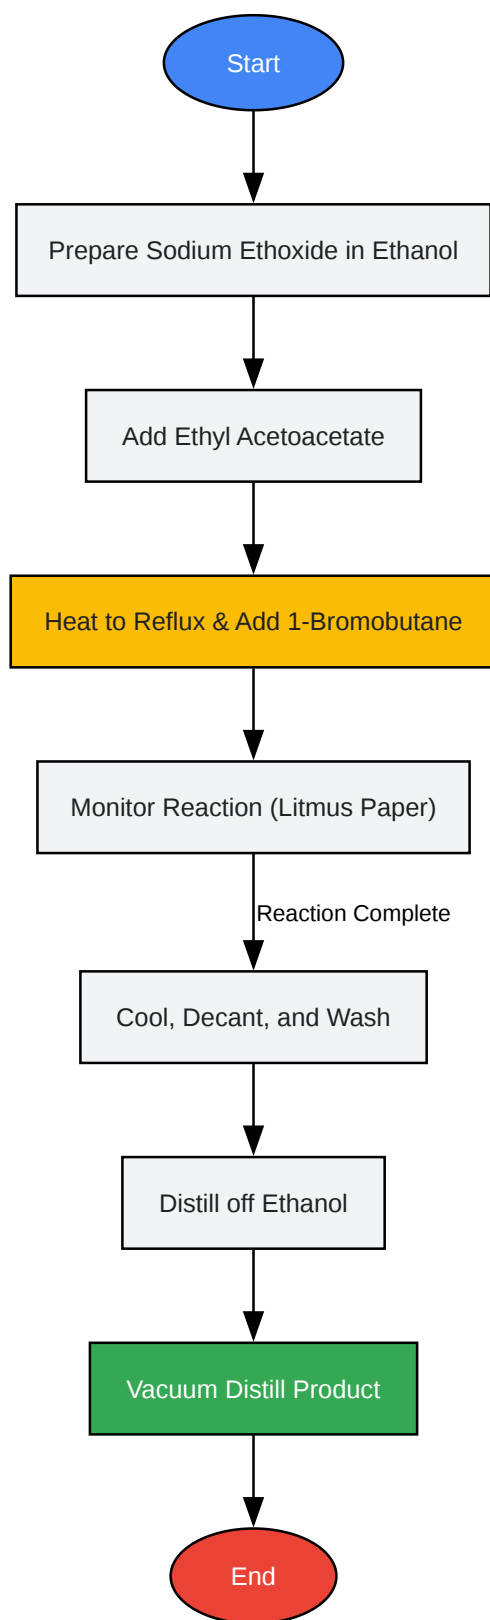 Start
Prepare Sodium Ethoxide in Ethanol
Add Ethyl Acetoacetate
Heat to Reflux & Add 1-Bromobutane
Monitor Reaction (Litmus Paper)
Reaction Complete
Cool, Decant, and Wash
Distill off Ethanol
Vacuum Distill Product
End